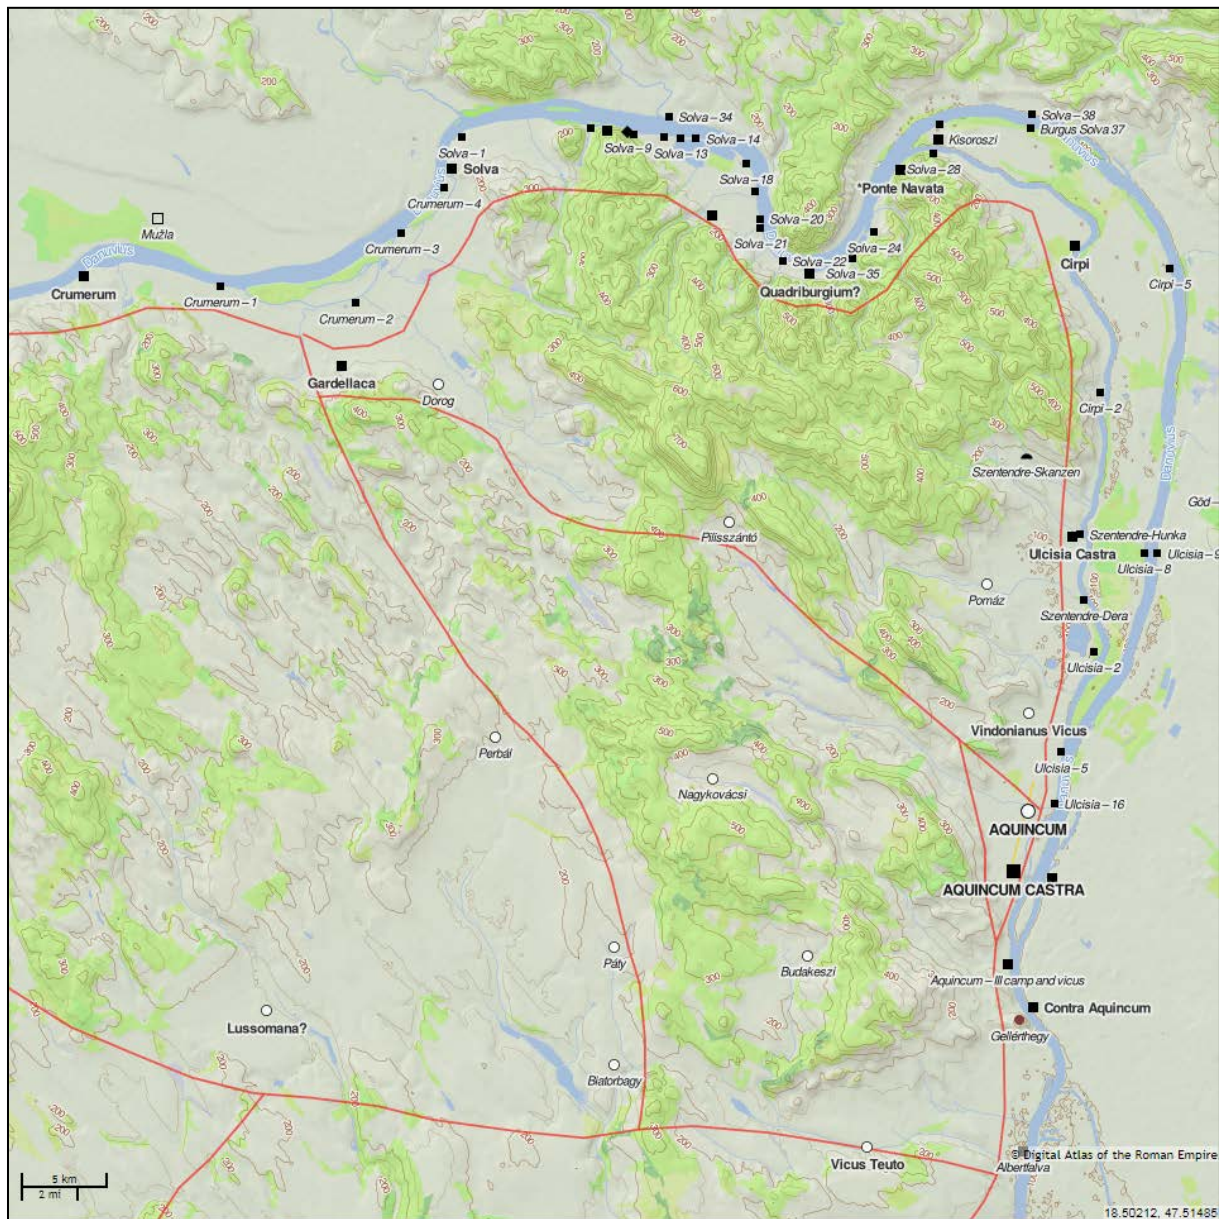 Solva – 34
Solva – 38
Burgus Solva 37
Solva – 1
Solva – 9
Solva – 14
Solva – 13
Kisoroszi
Danuvius
Solva
Solva – 18
Solva – 28
*Ponte Navata
Crumerum – 4
Mužla
Crumerum – 3
Solva – 20
Solva – 21
Solva – 24
Danuvius
Solva – 22
Solva – 35
Cirpi
Cirpi – 5
Crumerum
Crumerum – 1
Quadriburgium?
Crumerum – 2
Gardellaca
Dorog
Cirpi – 2
Danuvius
Szentendre-Skanzen
Göd –
Pilisszántó
Szentendre-Hunka
Ulcisia Castra
Ulcisia – 9
Ulcisia – 8
Pomáz
Szentendre-Dera
Ulcisia – 2
Vindonianus Vicus
Perbál
Ulcisia – 5
Nagykovácsi
Ulcisia – 16
AQUINCUM
AQUINCUM CASTRA
Páty
Budakeszi
Aquincum – III camp and vicus
Contra Aquincum
Lussomana?
Gellérthegy
Biatorbagy
Vicus Teuto
© Digital Atlas of the Roman Empire
Albertfalva
5 km
2 mi
18.50212, 47.51485